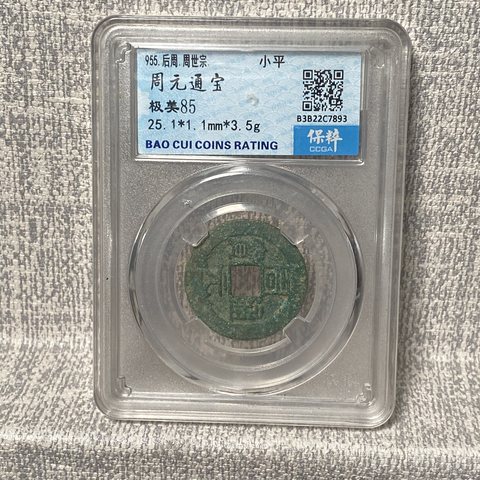 955.后周.周世宗 小平
周元通宝
极美85
25.1*1.1mm*3.5g
BAO CUI COINS RATING
B3B22C7893
保粹
CCGA